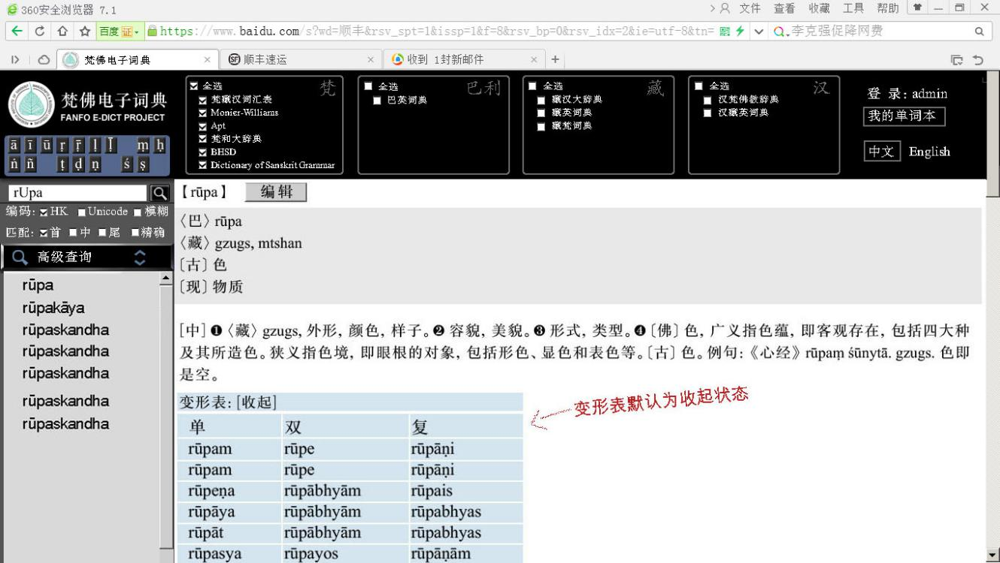 360安全浏览器 7.1
文件 查看 收藏 工具 帮助
百度 证
https://www.baidu.com/s?wd=顺丰&rsv_spt=1&issp=1&f=8&rsv_bp=0&rsv_idx=2&ie=utf-8&tn=
李克强促降网费
梵佛电子词典
顺丰速运
收到 1封新邮件
梵佛电子词典
FANFO E-DICT PROJECT
ā ī ū ṛ ṝ ḷ ḹ ṃ ḥ
ṅ ñ ṭ ḍ ṇ ś ṣ
全选 梵
梵藏汉词汇表
Monier-Williams
Apt
梵和大辞典
BHSD
Dictionary of Sanskrit Grammar
全选 巴利
巴英词典
全选 藏
藏汉大辞典
藏英词典
藏梵词典
全选 汉
汉梵佛教辞典
汉藏英词典
登 录: admin
我的单词本
中文 English
rUpa
编码: HK Unicode 模糊
匹配: 首 中 尾 精确
高级查询
rūpa
rūpakāya
rūpaskandha
rūpaskandha
rūpaskandha
rūpaskandha
rūpaskandha
【rūpa】 编辑
〈巴〉rūpa
〈藏〉gzugs, mtshan
〔古〕色
〔现〕物质
[中]❶〈藏〉gzugs, 外形, 颜色, 样子。❷ 容貌, 美貌。❸ 形式, 类型。❹〔佛〕色, 广义指色蕴, 即客观存在, 包括四大种
及其所造色。狭义指色境, 即眼根的对象, 包括形色、显色和表色等。〔古〕色。例句:《心经》rūpaṃ śūnytā. gzugs. 色即
是空。
变形表: [收起]
变形表默认为收起状态
单 双 复
rūpam rūpe rūpāṇi
rūpam rūpe rūpāṇi
rūpeṇa rūpābhyām rūpais
rūpāya rūpābhyām rūpabhyas
rūpāt rūpābhyām rūpabhyas
rūpasya rūpayos rūpāṇām